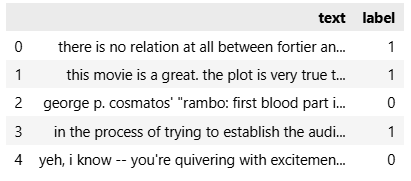 text label
0 there is no relation at all between fortier an... 1
1 this movie is a great. the plot is very true t... 1
2 george p. cosmatos' "rambo: first blood part i... 0
3 in the process of trying to establish the audi... 1
4 yeh, i know -- you're quivering with excitemen... 0